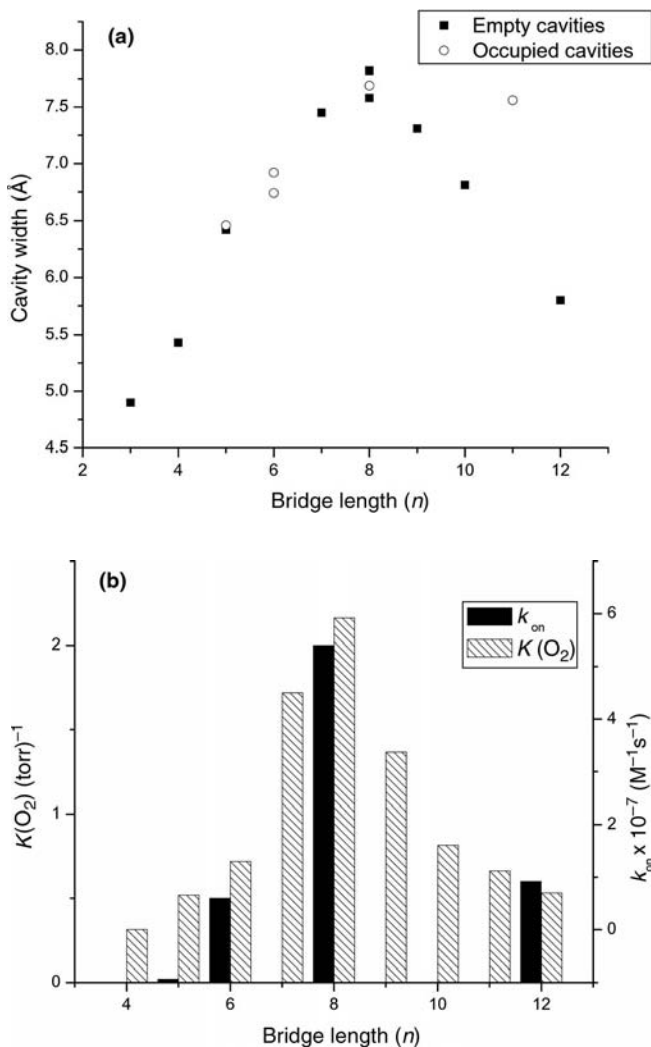 (a)
Empty cavities
Occupied cavities
8.0
7.5
7.0
6.5
6.0
5.5
5.0
4.5
Cavity width (Å)
2 4 6 8 10 12
Bridge length (n)
(b)
k on
K (O₂)
2
1
0
K(O₂) (torr)⁻¹
6
4
2
0
k on x 10⁻⁷ (M⁻¹s⁻¹)
4 6 8 10 12
Bridge length (n)